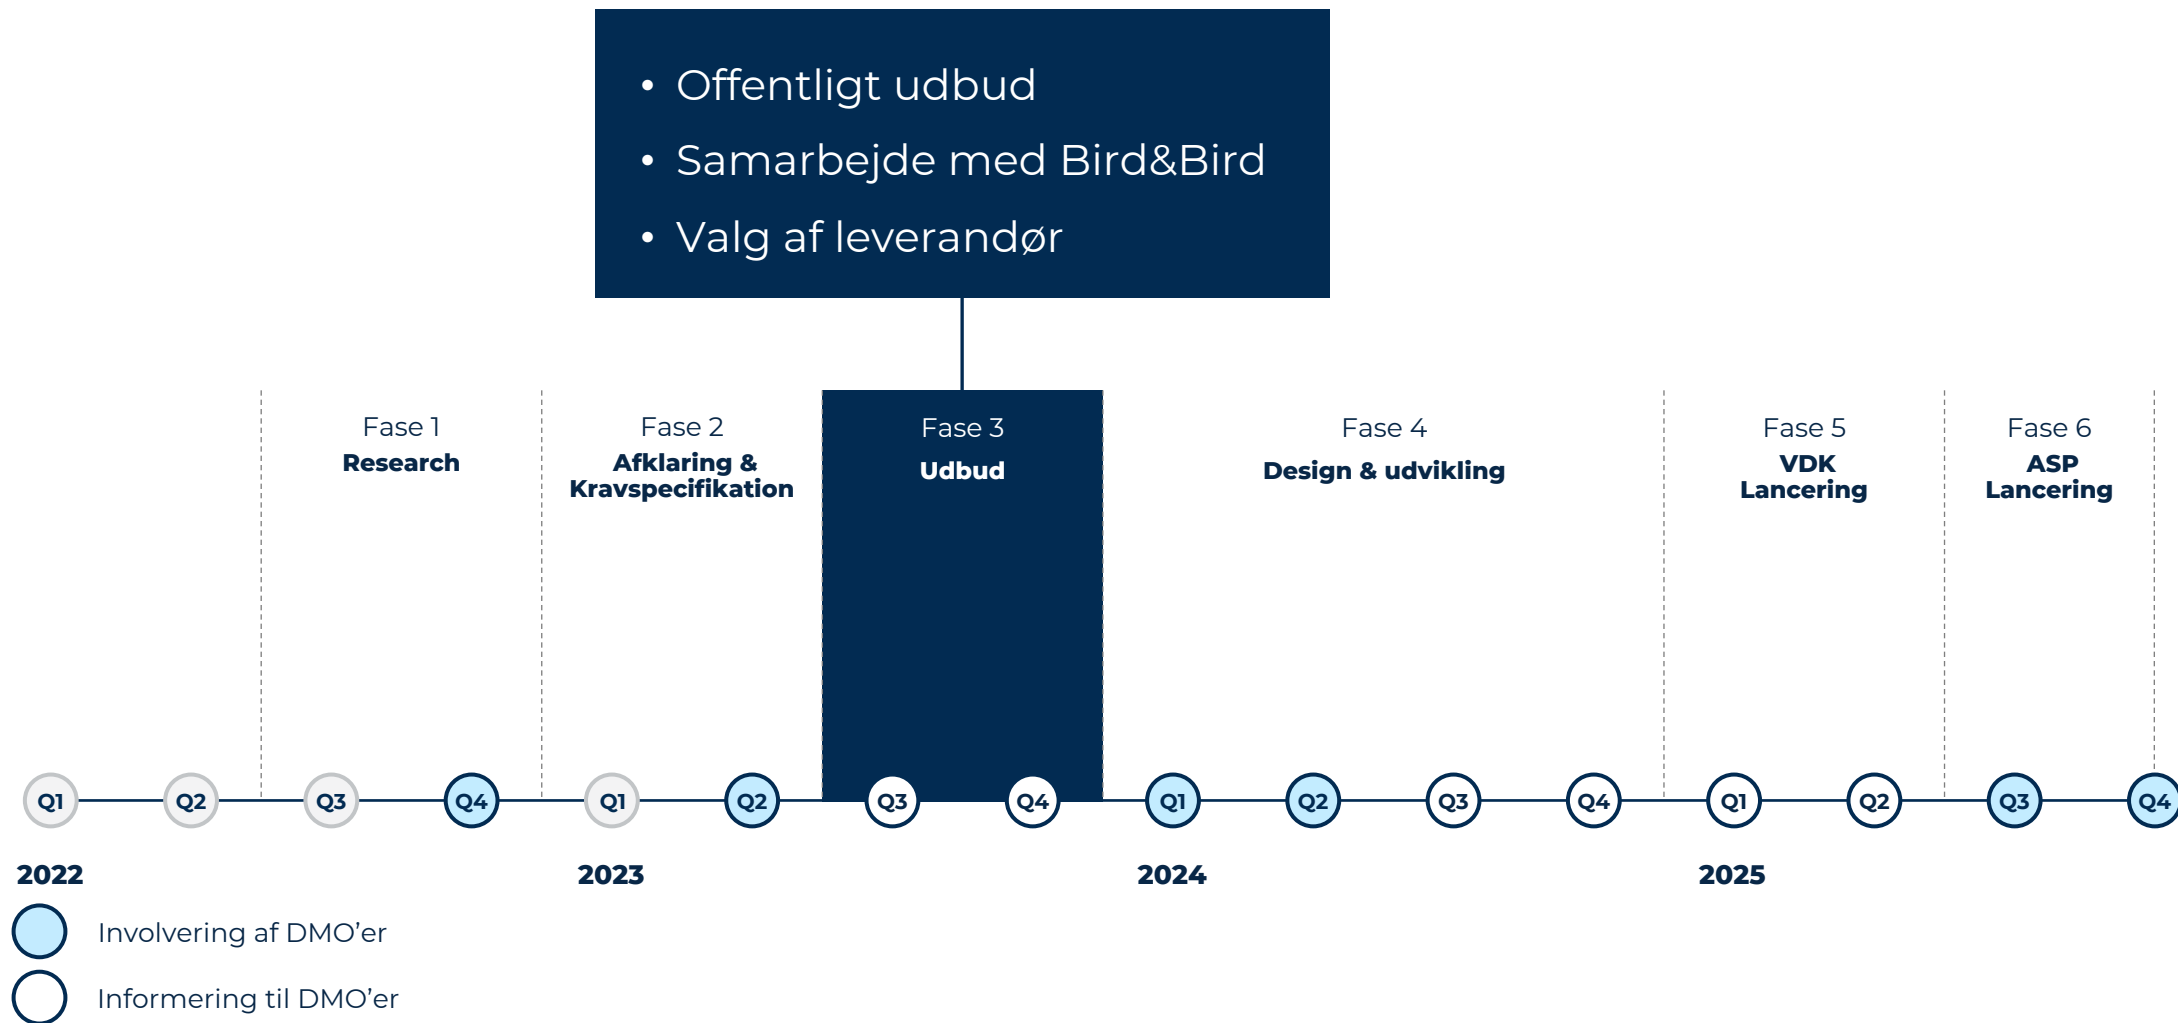 • Offentligt udbud
• Samarbejde med Bird&Bird
• Valg af leverandør
Fase 1
Research
Fase 2
Afklaring &
Kravspecifikation
Fase 3
Udbud
Fase 4
Design & udvikling
Fase 5
VDK
Lancering
Fase 6
ASP
Lancering
Q1 Q2 Q3 Q4 Q1 Q2 Q3 Q4 Q1 Q2 Q3 Q4 Q1 Q2 Q3 Q4
2022 2023 2024 2025
Involvering af DMO’er
Informering til DMO’er